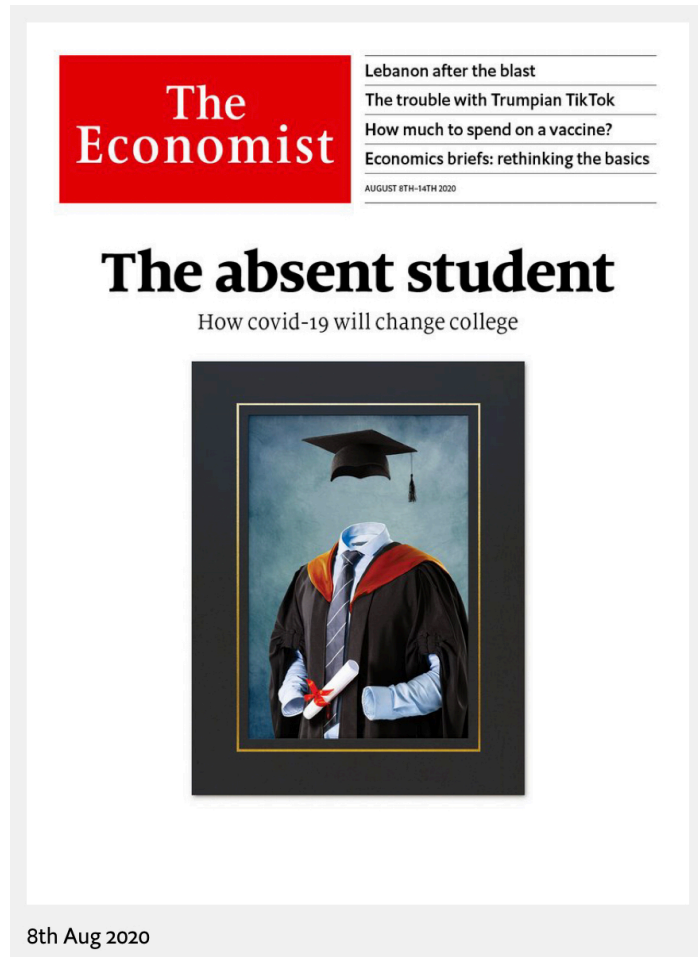 The
Economist
Lebanon after the blast
The trouble with Trumpian TikTok
How much to spend on a vaccine?
Economics briefs: rethinking the basics
AUGUST 8TH–14TH 2020
The absent student
How covid-19 will change college
8th Aug 2020